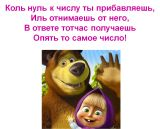 Коль нуль к числу ты прибавляешь,
Иль отнимаешь от него,
В ответе тотчас получаешь
Опять то самое число!